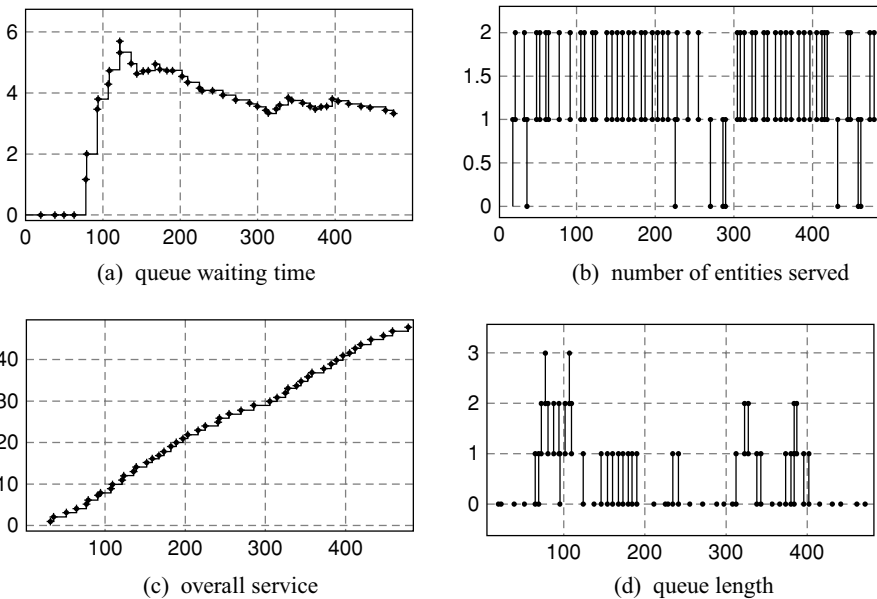 6
4
2
0
0 100 200 300 400
(a) queue waiting time
2
1.5
1
0.5
0
0 100 200 300 400
(b) number of entities served
40
30
20
10
0
100 200 300 400
(c) overall service
3
2
1
0
100 200 300 400
(d) queue length